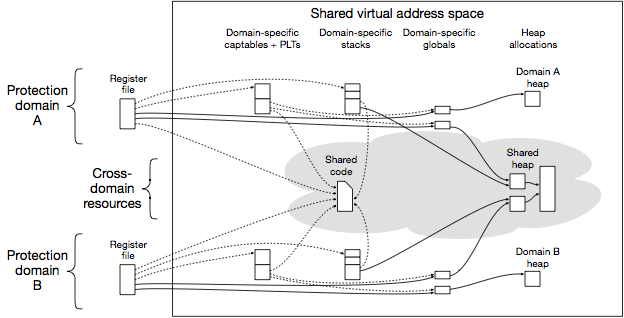 Shared virtual address space
Domain-specific
captables + PLTs
Domain-specific
stacks
Domain-specific
globals
Heap
allocations
Protection
domain
A
Register
file
Domain A
heap
Cross-
domain
resources
Shared
code
Shared
heap
Protection
domain
B
Register
file
Domain B
heap